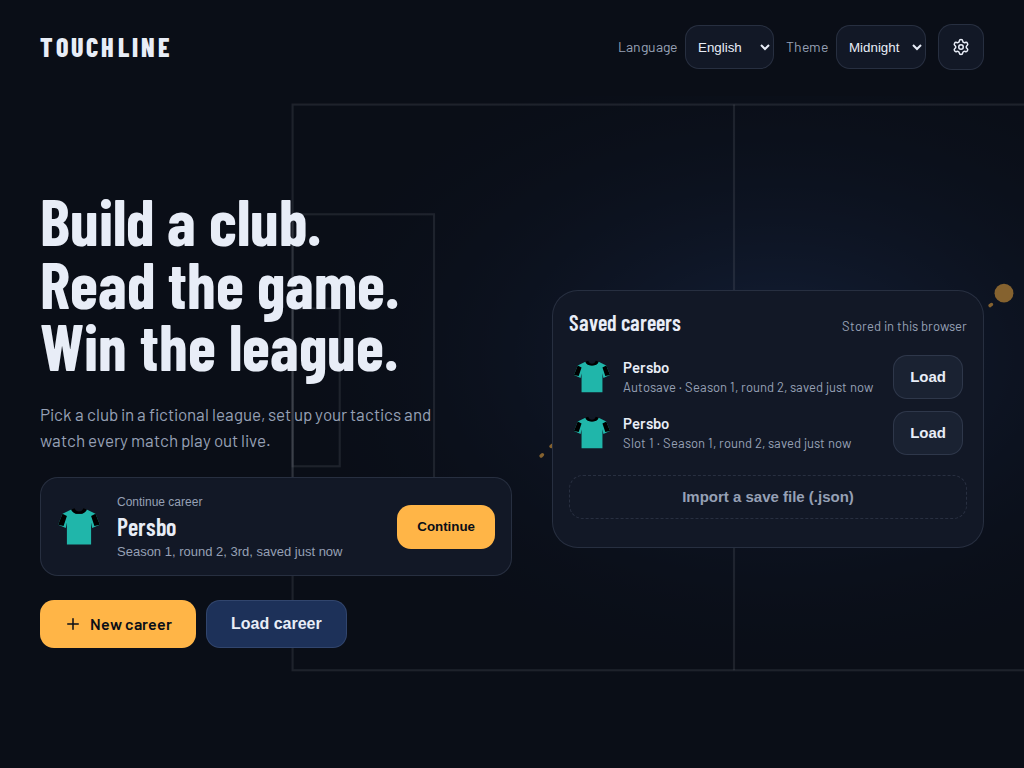 TOUCHLINE
Language English Theme Midnight
Build a club.
Read the game.
Win the league.
Pick a club in a fictional league, set up your tactics and
watch every match play out live.
Continue career
Persbo
Season 1, round 2, 3rd, saved just now
Continue
New career
Load career
Saved careers
Stored in this browser
Persbo
Autosave · Season 1, round 2, saved just now
Load
Persbo
Slot 1 · Season 1, round 2, saved just now
Load
Import a save file (.json)